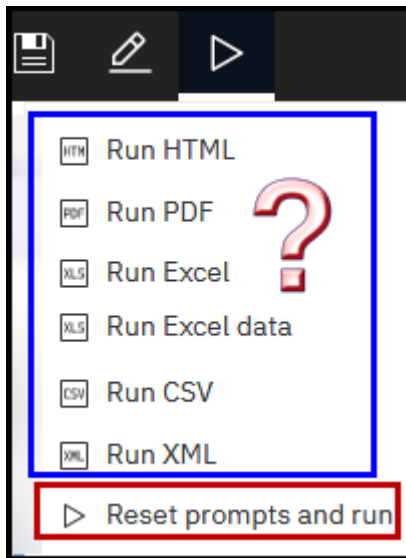 HTM Run HTML
PDF Run PDF
?
XLS Run Excel
XLS Run Excel data
CSV Run CSV
XML Run XML
Reset prompts and run